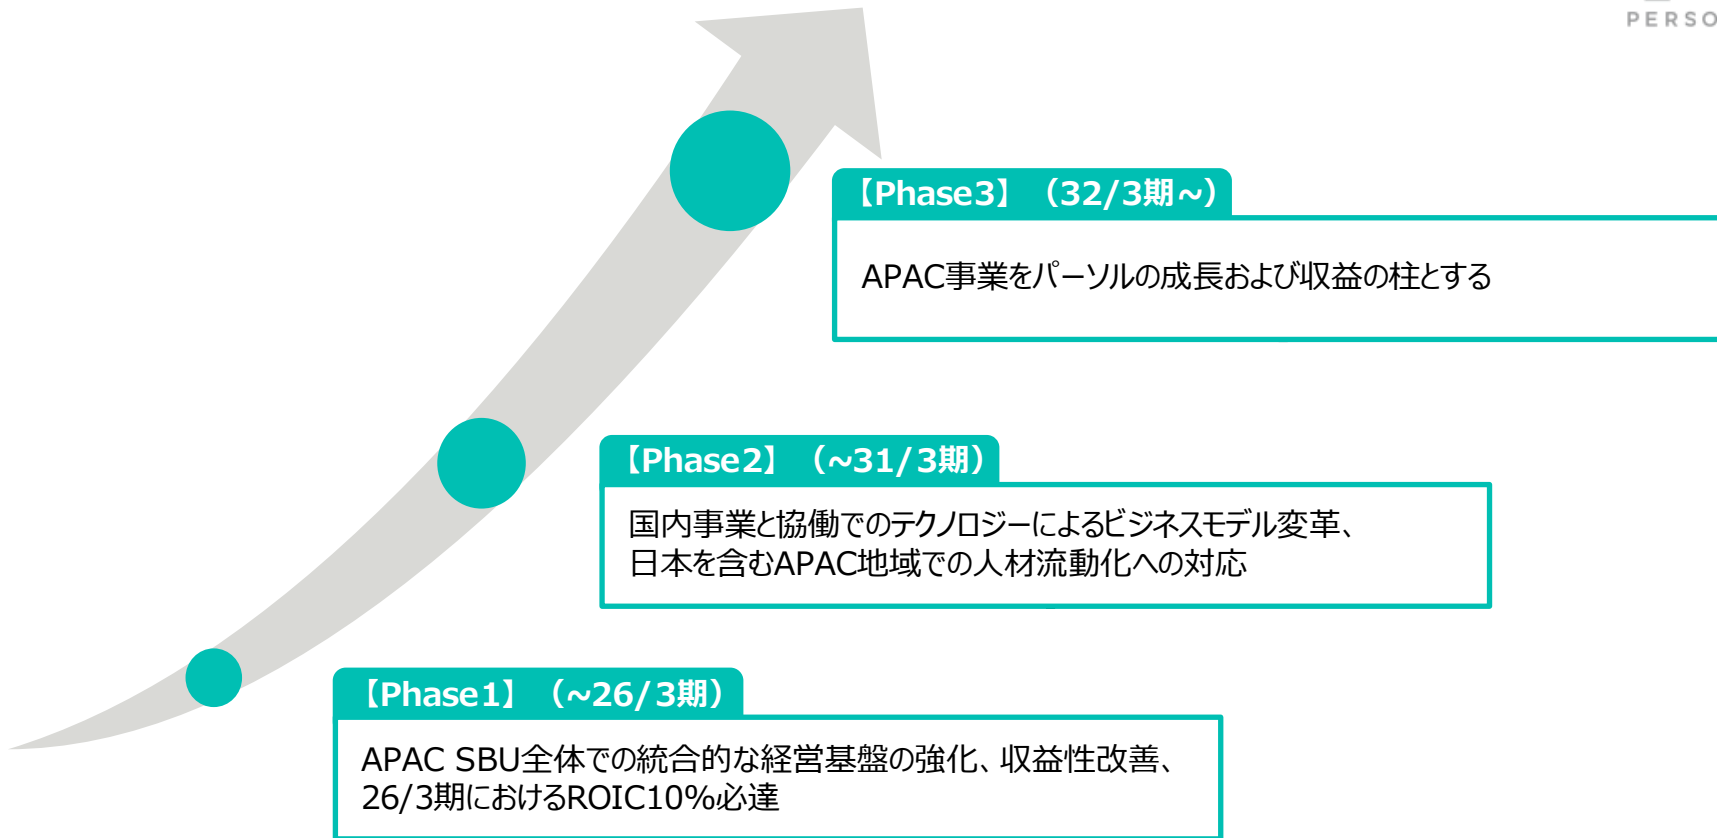 PERSO
【Phase3】（32/3期~）
APAC事業をパーソルの成長および収益の柱とする
【Phase2】（~31/3期）
国内事業と協働でのテクノロジーによるビジネスモデル変革、
日本を含むAPAC地域での人材流動化への対応
【Phase1】（~26/3期）
APAC SBU全体での統合的な経営基盤の強化、収益性改善、
26/3期におけるROIC10%必達